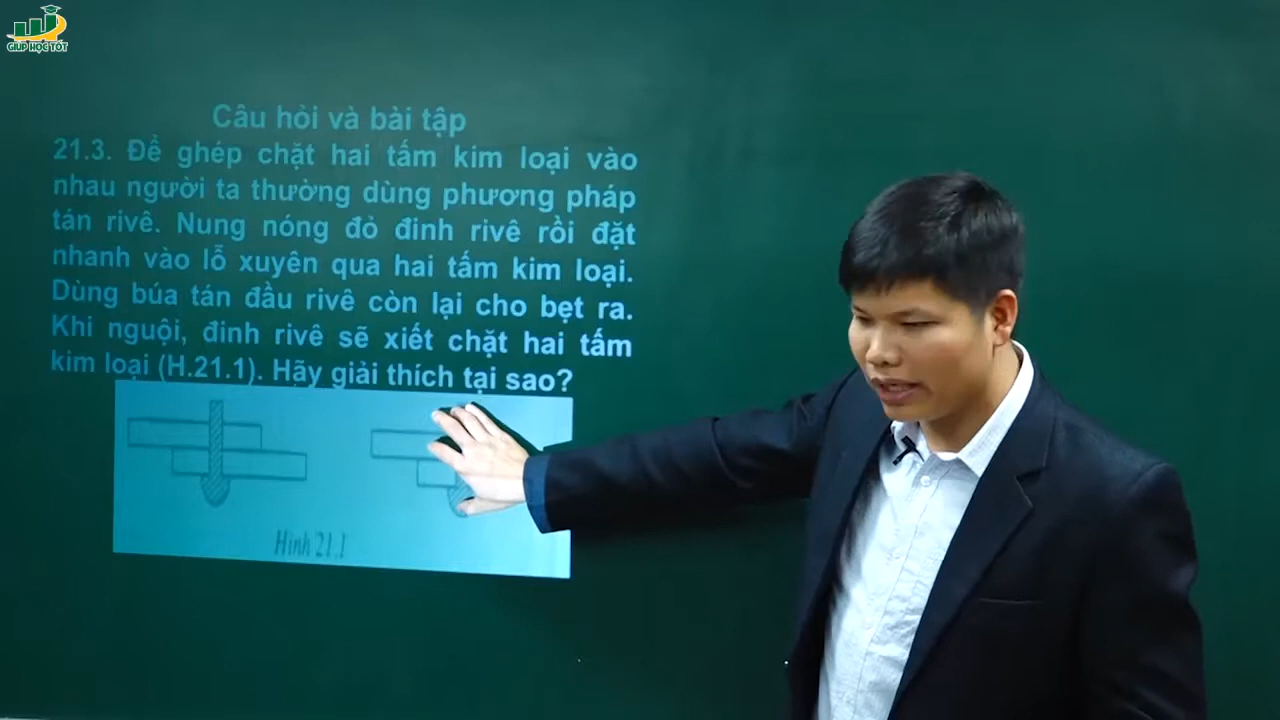 GIÚP HỌC TỐT
Câu hỏi và bài tập
21.3. Để ghép chặt hai tấm kim loại vào
nhau người ta thường dùng phương pháp
tán rivê. Nung nóng đỏ đinh rivê rồi đặt
nhanh vào lỗ xuyên qua hai tấm kim loại.
Dùng búa tán đầu rivê còn lại cho bẹt ra.
Khi nguội, đinh rivê sẽ xiết chặt hai tấm
kim loại (H.21.1). Hãy giải thích tại sao?
Hình 21.1